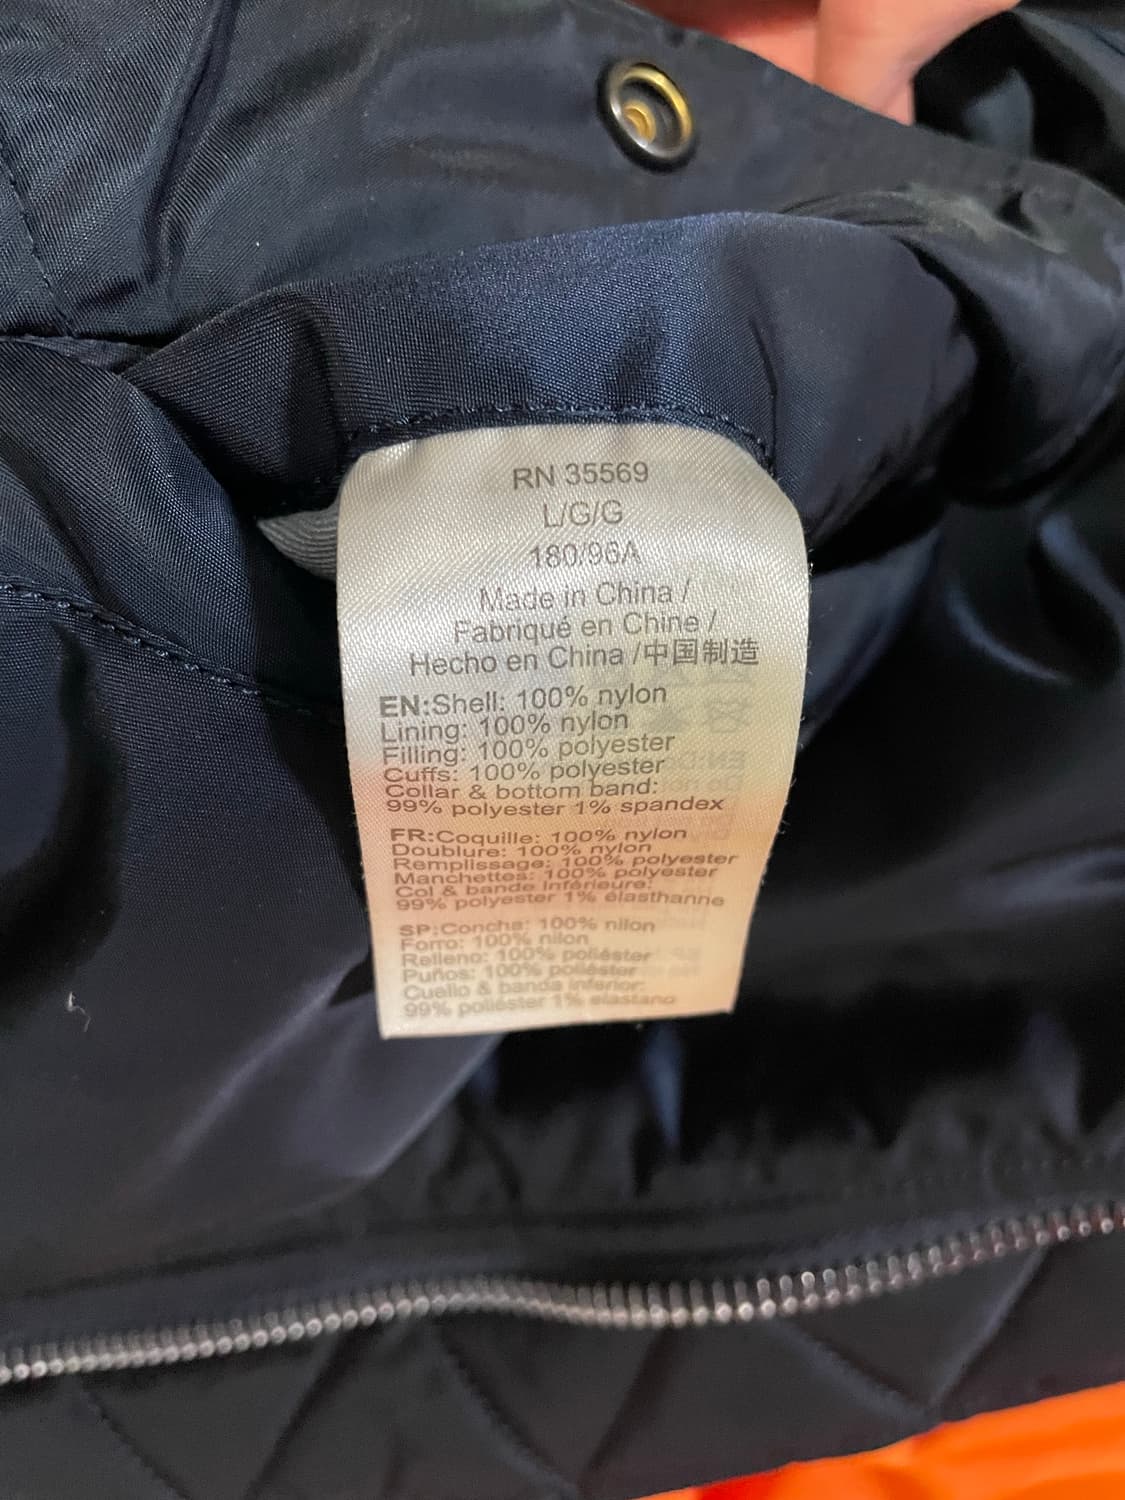 RN 35569
L/G/G
180/96A
Made in China /
Fabriqué en Chine /
Hecho en China /中国制造
EN:Shell: 100% nylon
Lining: 100% nylon
Filling: 100% polyester
Cuffs: 100% polyester
Collar & bottom band:
99% polyester 1% spandex
FR:Coquille: 100% nylon
Doublure: 100% nylon
Remplissage: 100% polyester
Manchettes: 100% polyester
Col & bande inférieure:
99% polyester 1% élasthanne
SP:Concha: 100% nilon
Forro: 100% nilon
Relleno: 100% poliéster
Puños: 100% poliéster
Cuello & banda inferior:
99% poliéster 1% elastano